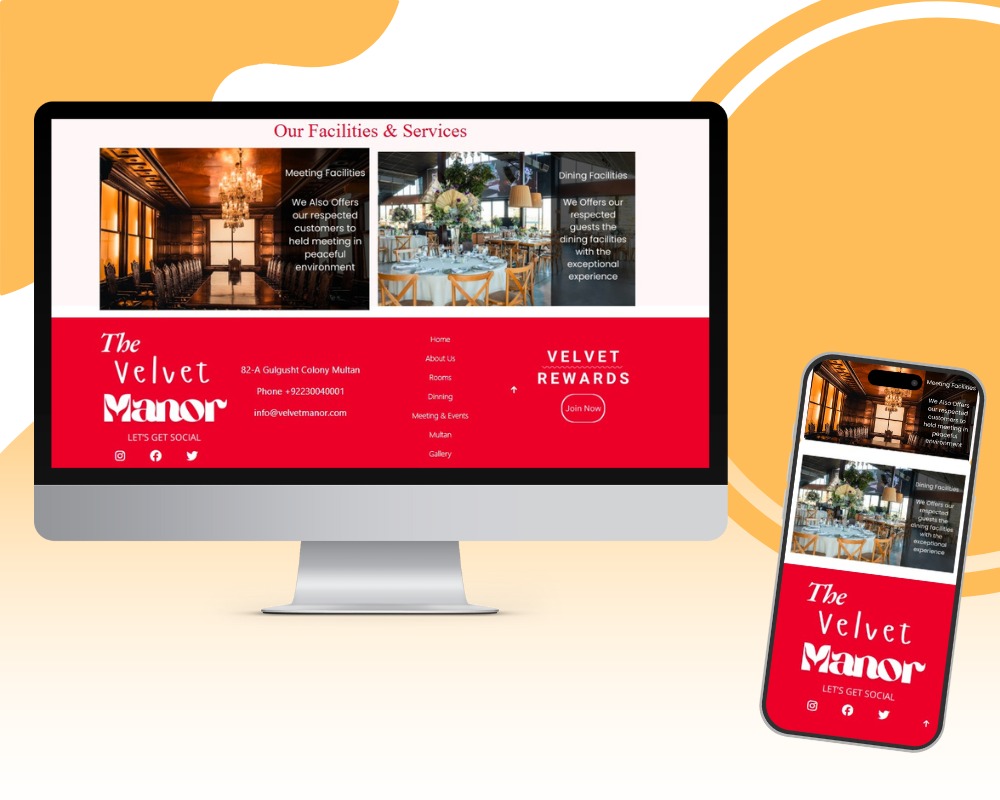 Our Facilities & Services
Meeting Facilities
We Also Offers
our respected
customers to
held meeting in
peaceful
environment
Dining Facilities
We Offers our
respected
guests the
dining facilities
with the
exceptional
experience
The
Velvet
Manor
LET'S GET SOCIAL
82-A Gulgusht Colony Multan
Phone +92230040001
info@velvetmanor.com
Home
About Us
Rooms
Dinning
Meeting & Events
Multan
Gallery
VELVET
REWARDS
Join Now
Meeting Facilities
We Also Offers
our respected
customers to
held meeting in
peaceful
environment
Dining Facilities
We Offers our
respected
guests the
dining facilities
with the
exceptional
experience
The
Velvet
Manor
LET'S GET SOCIAL